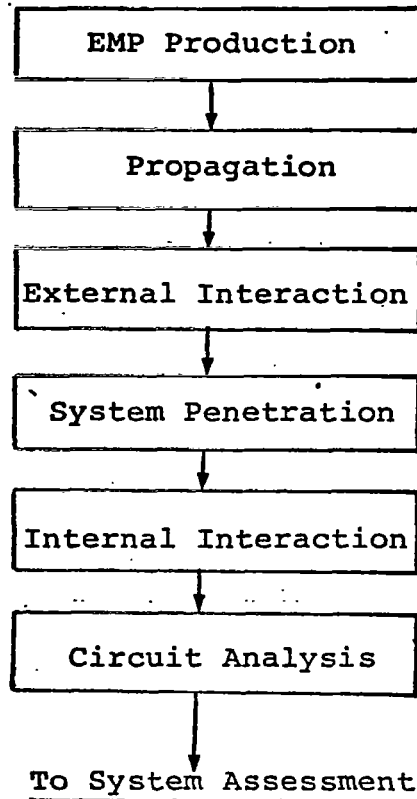 EMP Production
Propagation
External Interaction
System Penetration
Internal Interaction
Circuit Analysis
To System Assessment